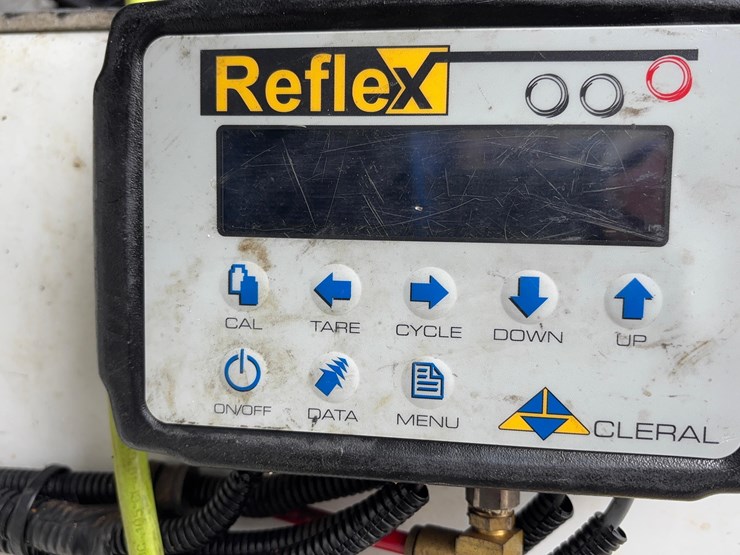 Reflex
CAL TARE CYCLE DOWN UP
ON/OFF DATA MENU
CLERAL